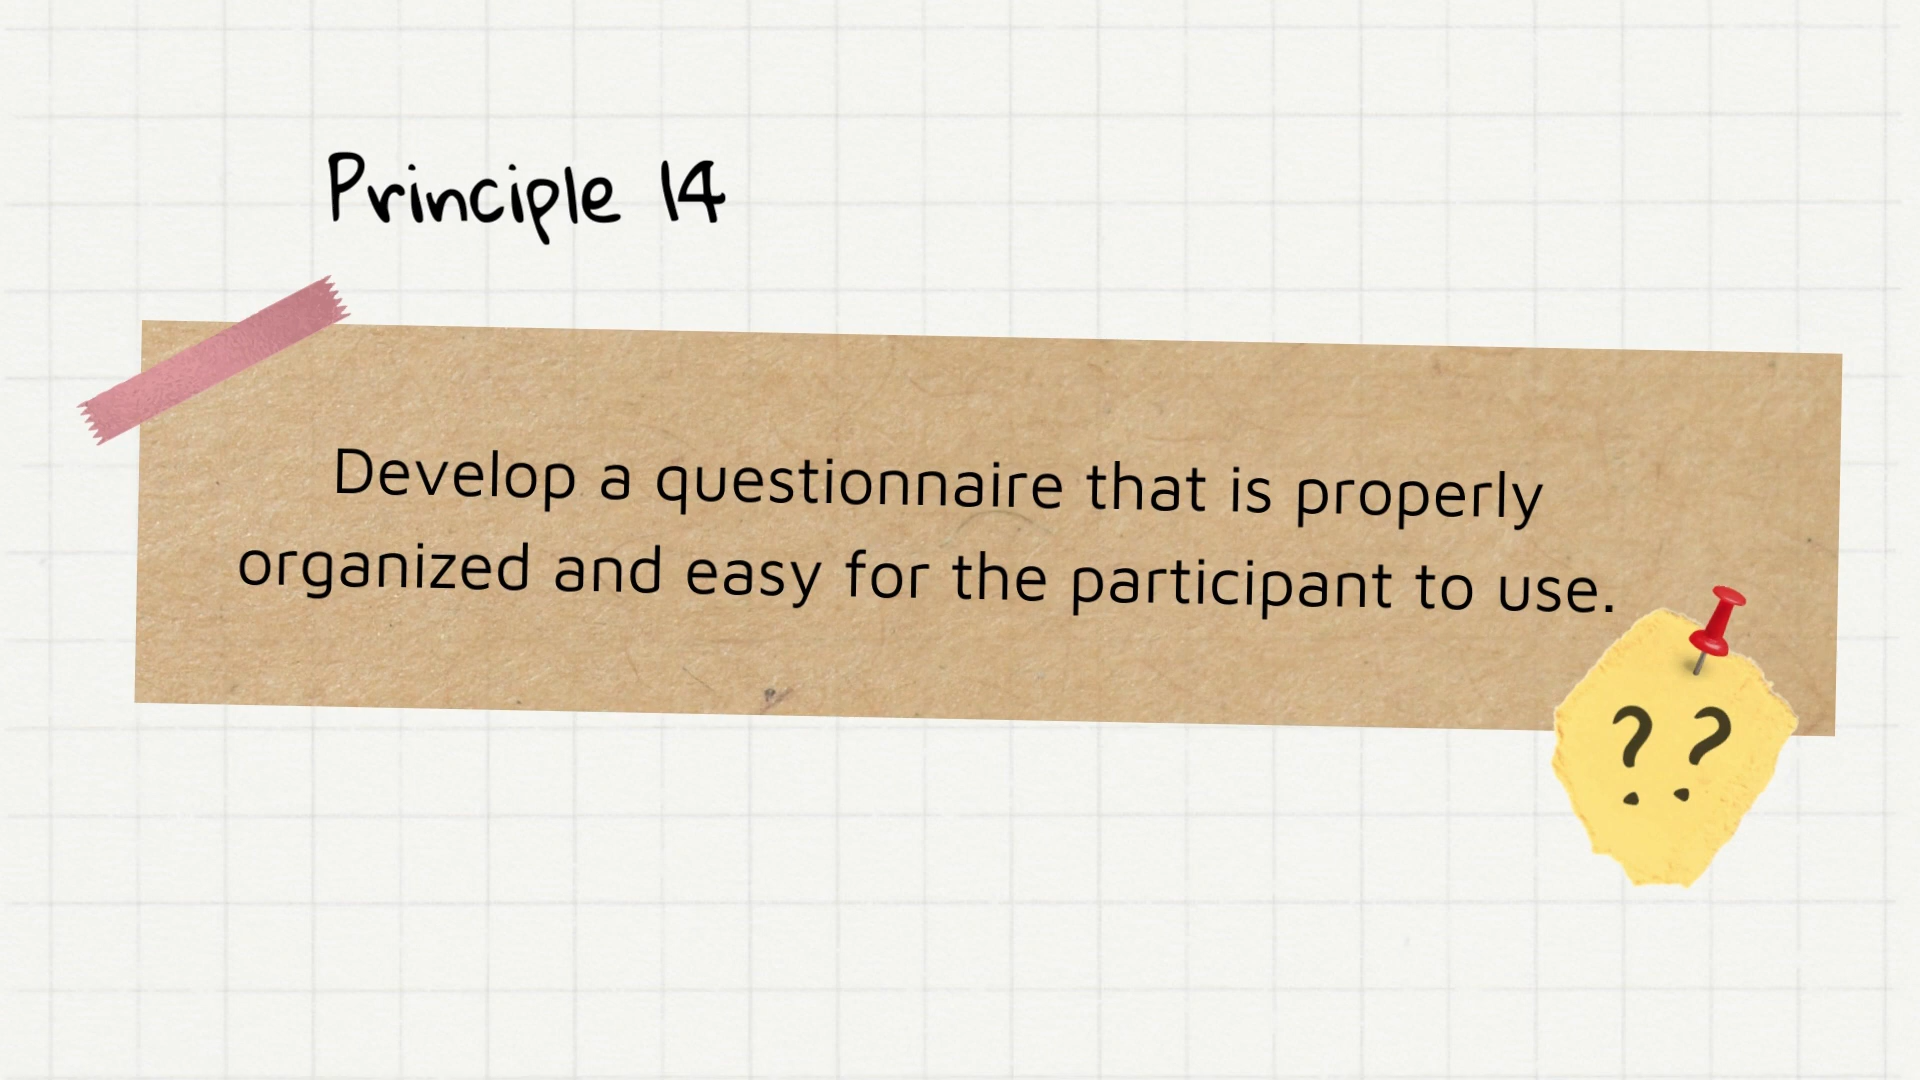 Principle 14
Develop a questionnaire that is properly
organized and easy for the participant to use.
? ?